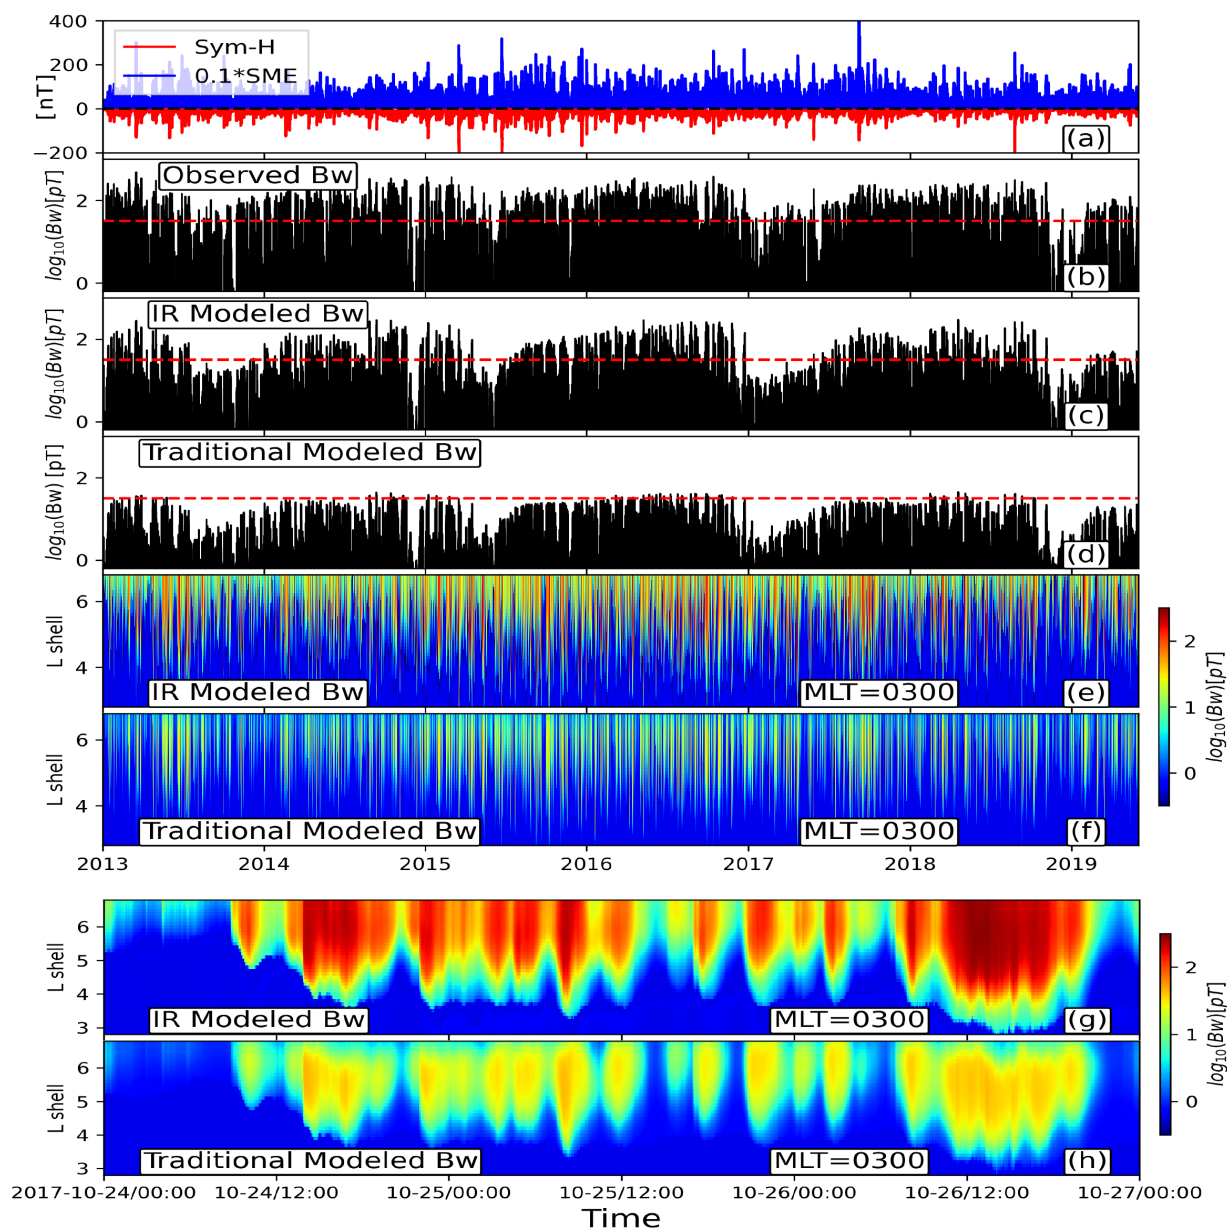 400
200
0
−200
[nT]
Sym-H
0.1*SME
(a)
2
0
log10(Bw)[pT]
Observed Bw
(b)
2
0
log10(Bw)[pT]
IR Modeled Bw
(c)
2
0
log10(Bw) [pT]
Traditional Modeled Bw
(d)
6
4
L shell
IR Modeled Bw
MLT=0300
(e)
6
4
L shell
Traditional Modeled Bw
MLT=0300
(f)
2013 2014 2015 2016 2017 2018 2019
2
1
0
log10(Bw)[pT]
6
5
4
3
L shell
IR Modeled Bw
MLT=0300
(g)
6
5
4
3
L shell
Traditional Modeled Bw
MLT=0300
(h)
2
1
0
log10(Bw)[pT]
2017-10-24/00:00 10-24/12:00 10-25/00:00 10-25/12:00 10-26/00:00 10-26/12:00 10-27/00:00
Time